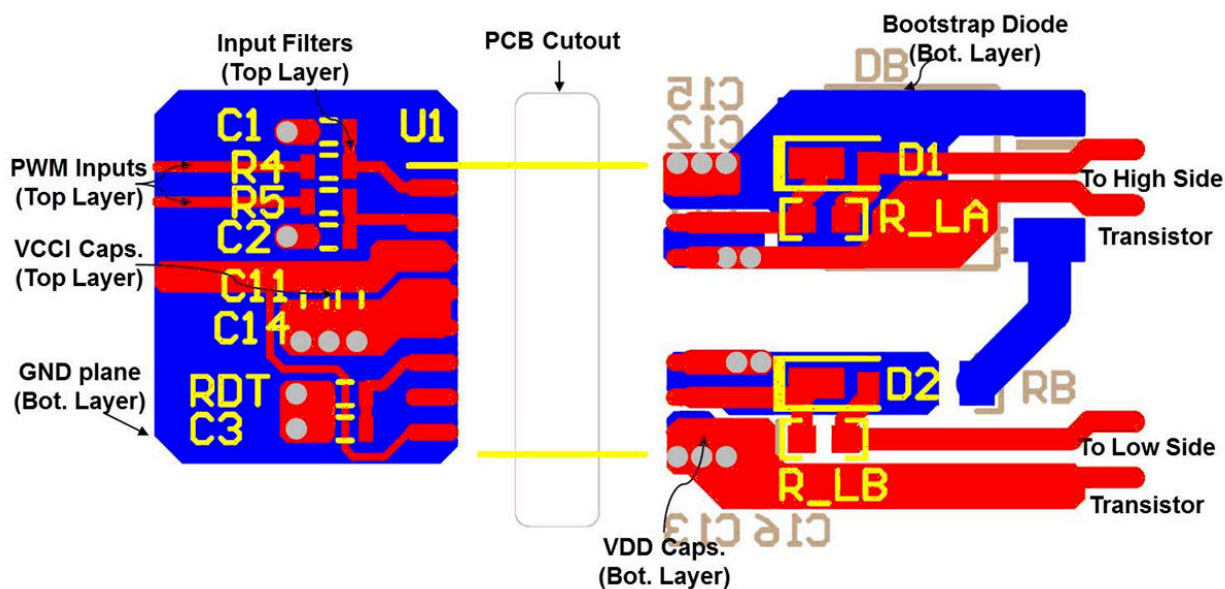 Input Filters
(Top Layer)
PCB Cutout
Bootstrap Diode
(Bot. Layer)
DB
C15
C12
C1
U1
PWM Inputs
(Top Layer)
R4
R5
C2
D1
R_LA
To High Side
Transistor
VCCI Caps.
(Top Layer)
C11
C14
GND plane
(Bot. Layer)
RDT
C3
D2
RB
To Low Side
R_LB
Transistor
C13
C16
VDD Caps.
(Bot. Layer)